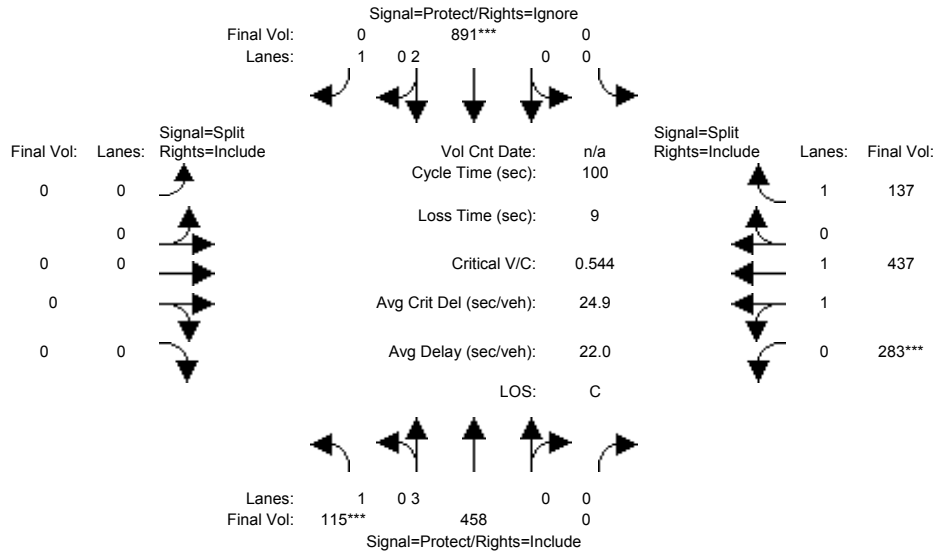 Signal=Protect/Rights=Ignore
Final Vol: 0 891*** 0
Lanes: 1 0 2 0 0
Signal=Split
Final Vol: Lanes: Rights=Include
Vol Cnt Date: n/a
Signal=Split
Rights=Include Lanes: Final Vol:
Cycle Time (sec): 100
0 0
1 137
Loss Time (sec): 9
0
0
0 0
Critical V/C: 0.544
1 437
0
Avg Crit Del (sec/veh): 24.9
1
0 0
Avg Delay (sec/veh): 22.0
0 283***
LOS: C
Lanes: 1 0 3 0 0
Final Vol: 115*** 458 0
Signal=Protect/Rights=Include